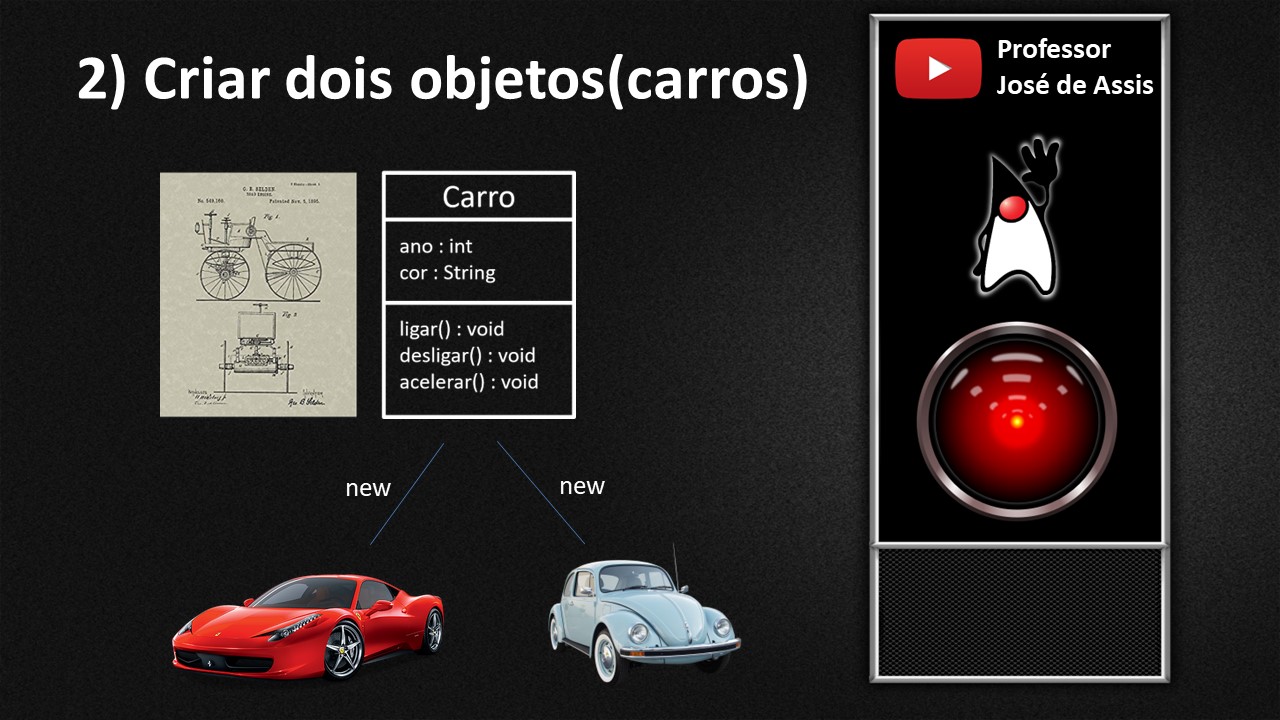 2) Criar dois objetos(carros)
Professor
José de Assis
G. B. SELDEN.
ROAD ENGINE.
No. 549,160.
Patented Nov. 5, 1895.
Carro
ano : int
cor : String
ligar() : void
desligar() : void
acelerar() : void
new
new